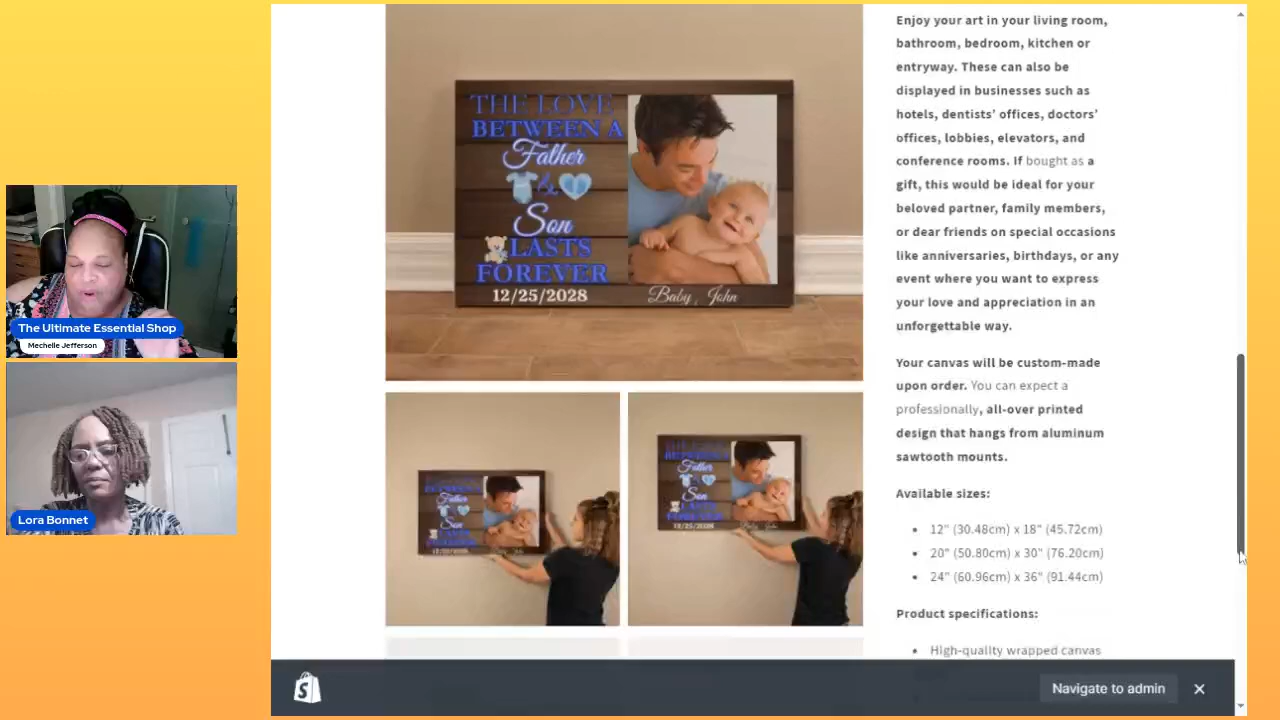 The Ultimate Essential Shop
Mechelle Jefferson
Lora Bonnet
THE LOVE
BETWEEN A
Father
&
Son
LASTS
FOREVER
12/25/2028
Baby, John
Enjoy your art in your living room,
bathroom, bedroom, kitchen or
entryway. These can also be
displayed in businesses such as
hotels, dentists' offices, doctors'
offices, lobbies, elevators, and
conference rooms. If bought as a
gift, this would be ideal for your
beloved partner, family members,
or dear friends on special occasions
like anniversaries, birthdays, or any
event where you want to express
your love and appreciation in an
unforgettable way.
Your canvas will be custom-made
upon order. You can expect a
professionally, all-over printed
design that hangs from aluminum
sawtooth mounts.
Available sizes:
12" (30.48cm) x 18" (45.72cm)
20" (50.80cm) x 30" (76.20cm)
24" (60.96cm) x 36" (91.44cm)
Product specifications:
High-quality wrapped canvas
Navigate to admin